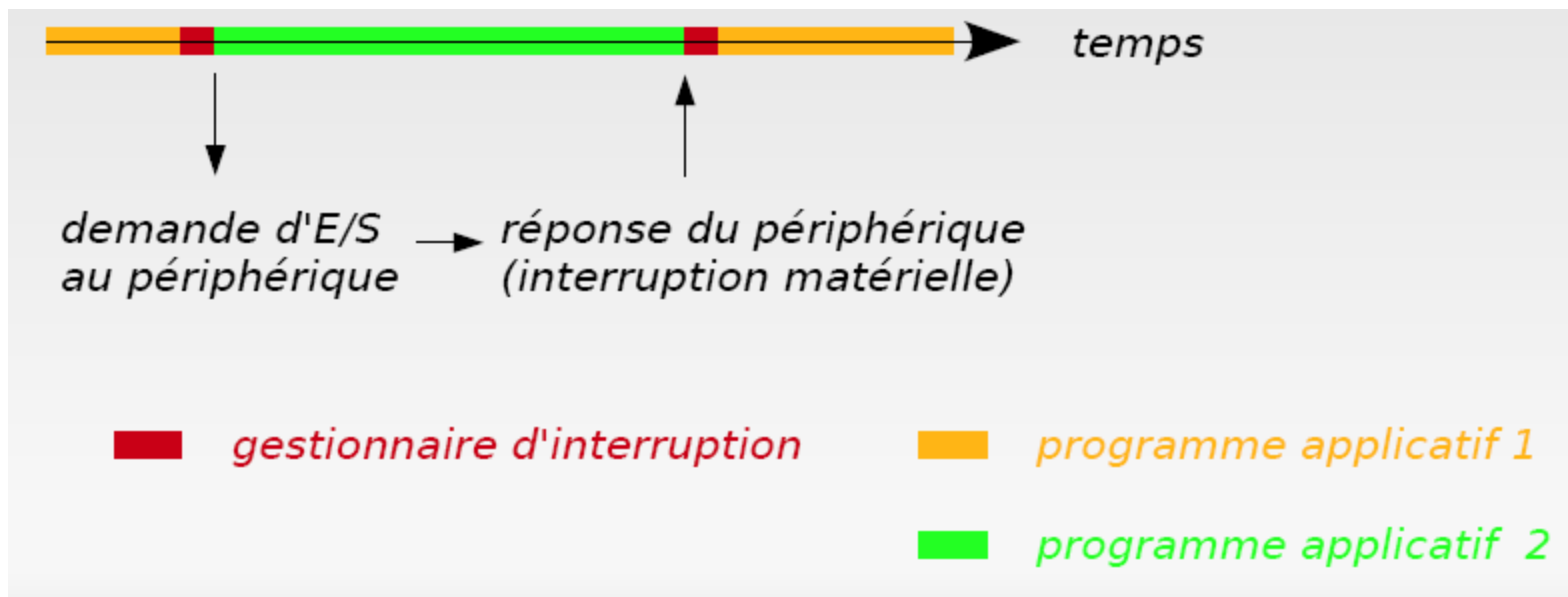 temps
demande d'E/S
au périphérique
réponse du périphérique
(interruption matérielle)
gestionnaire d'interruption
programme applicatif 1
programme applicatif 2